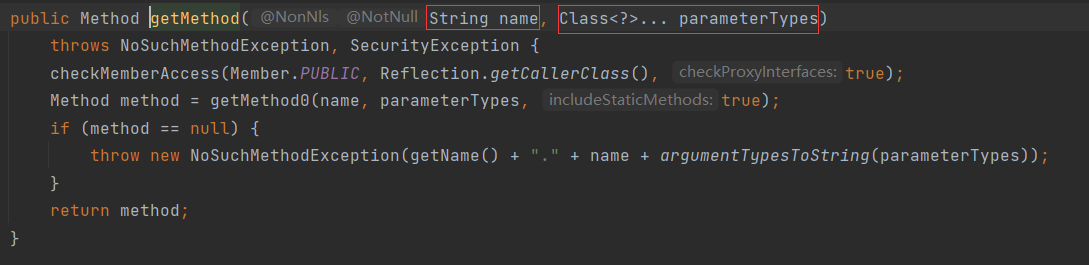 public Method getMethod( @NonNls @NotNull String name, Class<?>... parameterTypes)
throws NoSuchMethodException, SecurityException {
checkMemberAccess(Member.PUBLIC, Reflection.getCallerClass(), checkProxyInterfaces: true);
Method method = getMethod0(name, parameterTypes, includeStaticMethods: true);
if (method == null) {
throw new NoSuchMethodException(getName() + "." + name + argumentTypesToString(parameterTypes));
}
return method;
}